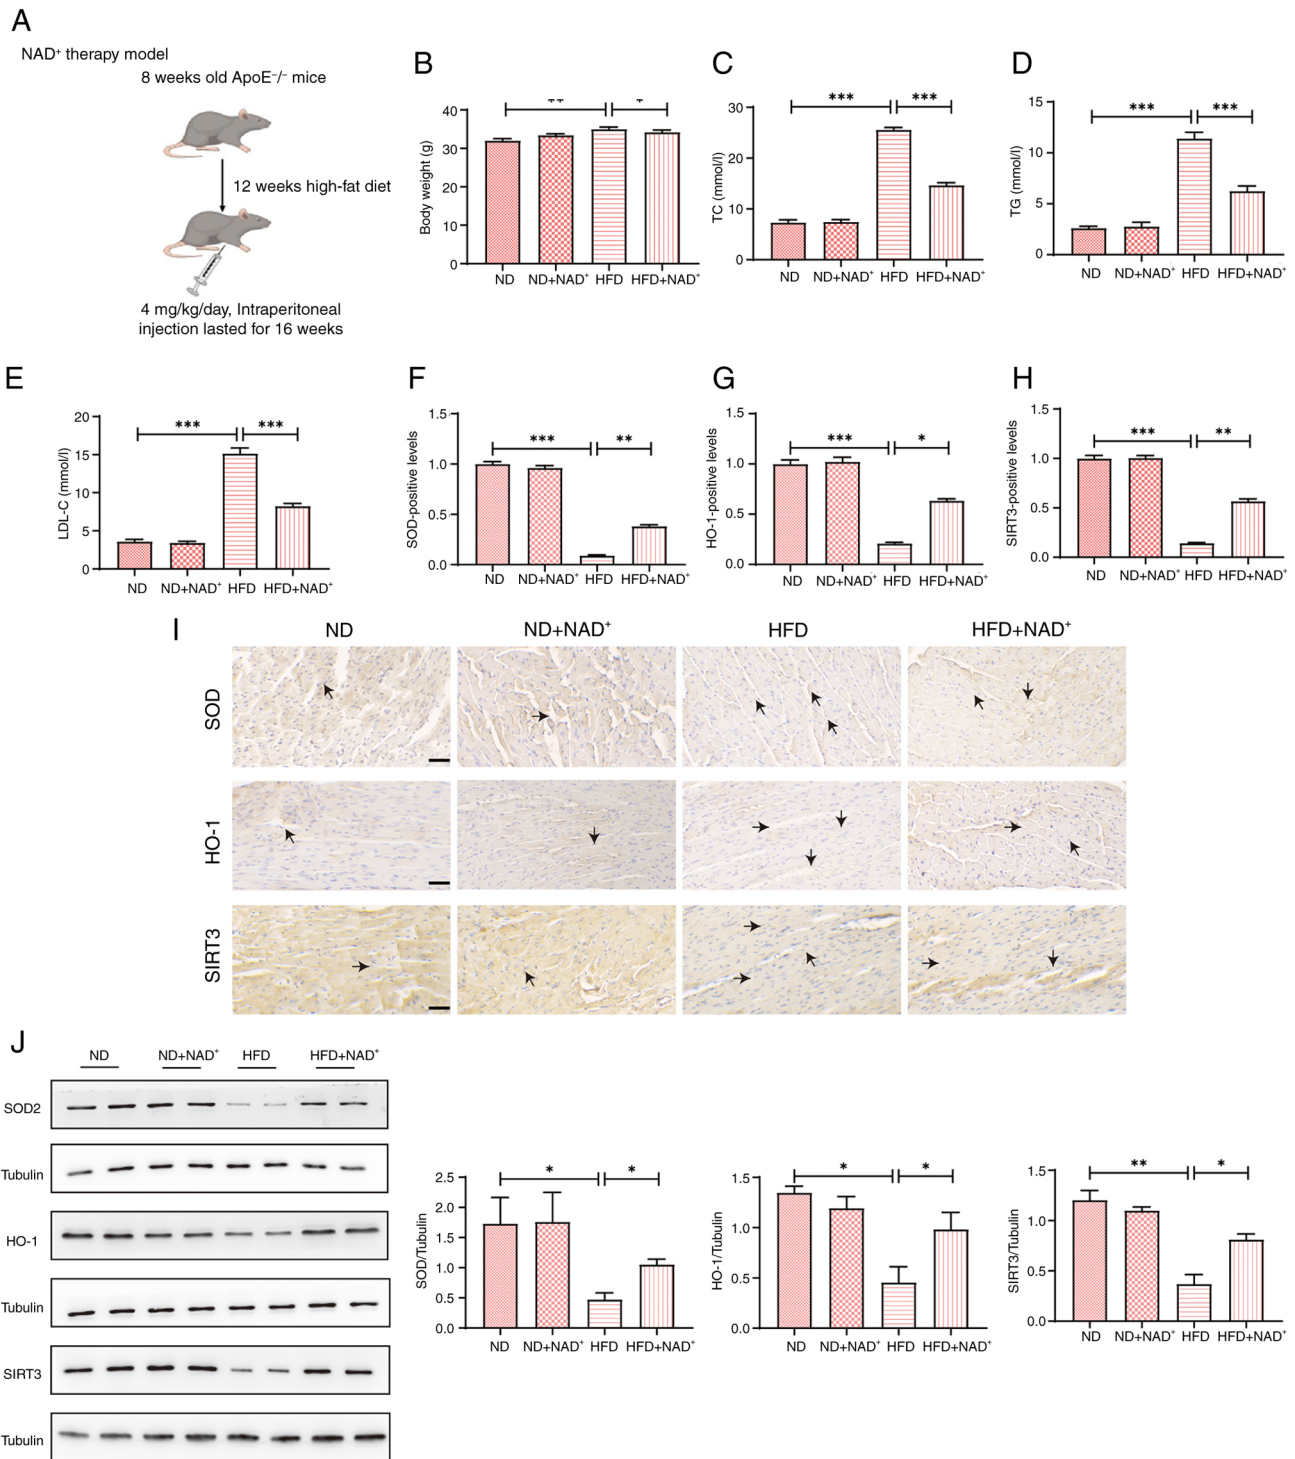 A
NAD⁺ therapy model
8 weeks old ApoE⁻/⁻ mice
12 weeks high-fat diet
4 mg/kg/day, Intraperitoneal
injection lasted for 16 weeks
B
Body weight (g)
40
30
20
10
0
ND ND+NAD⁺ HFD HFD+NAD⁺
C
TC (mmol/l)
30
20
10
0
*** ***
ND ND+NAD⁺ HFD HFD+NAD⁺
D
TG (mmol/l)
15
10
5
0
*** ***
ND ND+NAD⁺ HFD HFD+NAD⁺
E
LDL-C (mmol/l)
20
15
10
5
0
*** ***
ND ND+NAD⁺ HFD HFD+NAD⁺
F
SOD-positive levels
1.5
1.0
0.5
0.0
*** **
ND ND+NAD⁺ HFD HFD+NAD⁺
G
HO-1-positive levels
1.5
1.0
0.5
0.0
*** *
ND ND+NAD⁺ HFD HFD+NAD⁺
H
SIRT3-positive levels
1.5
1.0
0.5
0.0
*** **
ND ND+NAD⁺ HFD HFD+NAD⁺
I
ND ND+NAD⁺ HFD HFD+NAD⁺
SOD
HO-1
SIRT3
J
ND ND+NAD⁺ HFD HFD+NAD⁺
SOD2
Tubulin
HO-1
Tubulin
SIRT3
Tubulin
SOD/Tubulin
2.5
2.0
1.5
1.0
0.5
0.0
* *
ND ND+NAD⁺ HFD HFD+NAD⁺
HO-1/Tubulin
1.5
1.0
0.5
0.0
* *
ND ND+NAD⁺ HFD HFD+NAD⁺
SIRT3/Tubulin
1.5
1.0
0.5
0.0
** *
ND ND+NAD⁺ HFD HFD+NAD⁺